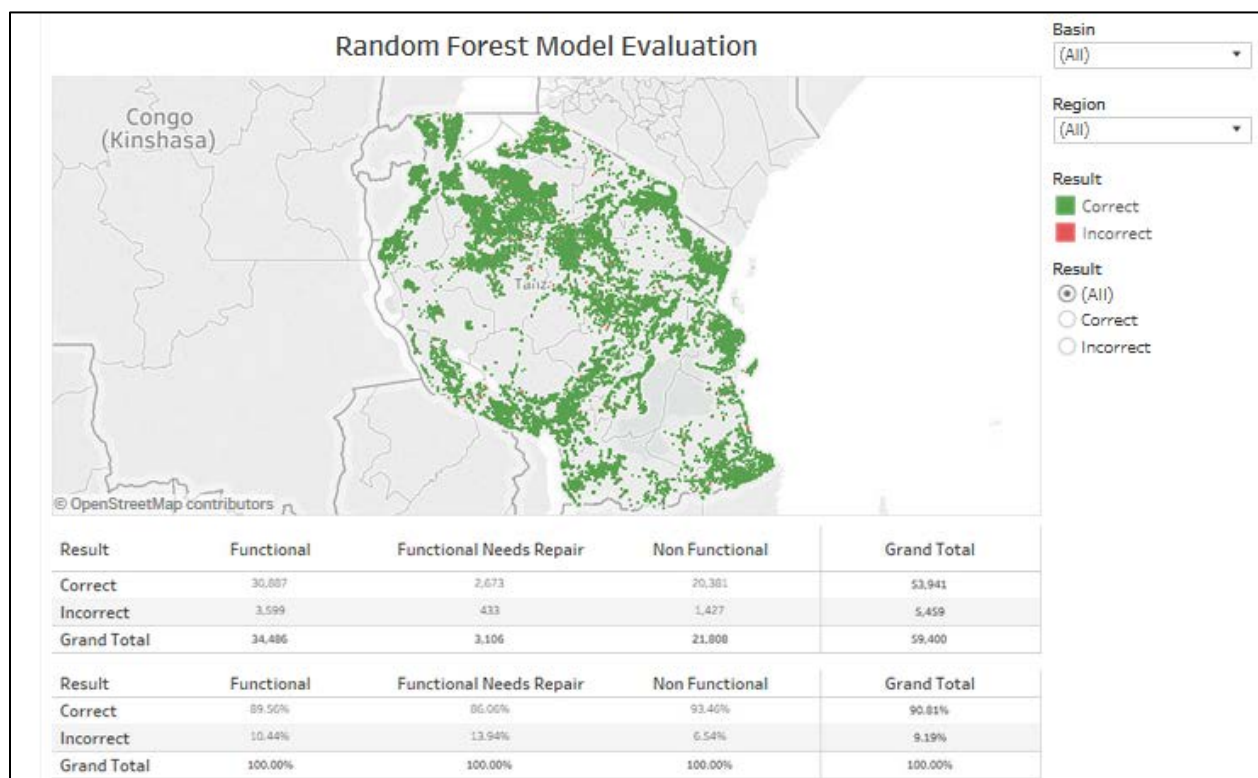 Random Forest Model Evaluation
Congo
(Kinshasa)
Tanz
© OpenStreetMap contributors
Basin
(All)
Region
(All)
Result
Correct
Incorrect
Result
(All)
Correct
Incorrect
Result Functional Functional Needs Repair Non Functional Grand Total
Correct 30,887 2,673 20,381 53,941
Incorrect 3,599 433 1,427 5,459
Grand Total 34,486 3,106 21,808 59,400
Result Functional Functional Needs Repair Non Functional Grand Total
Correct 89.56% 86.06% 93.46% 90.81%
Incorrect 10.44% 13.94% 6.54% 9.19%
Grand Total 100.00% 100.00% 100.00% 100.00%